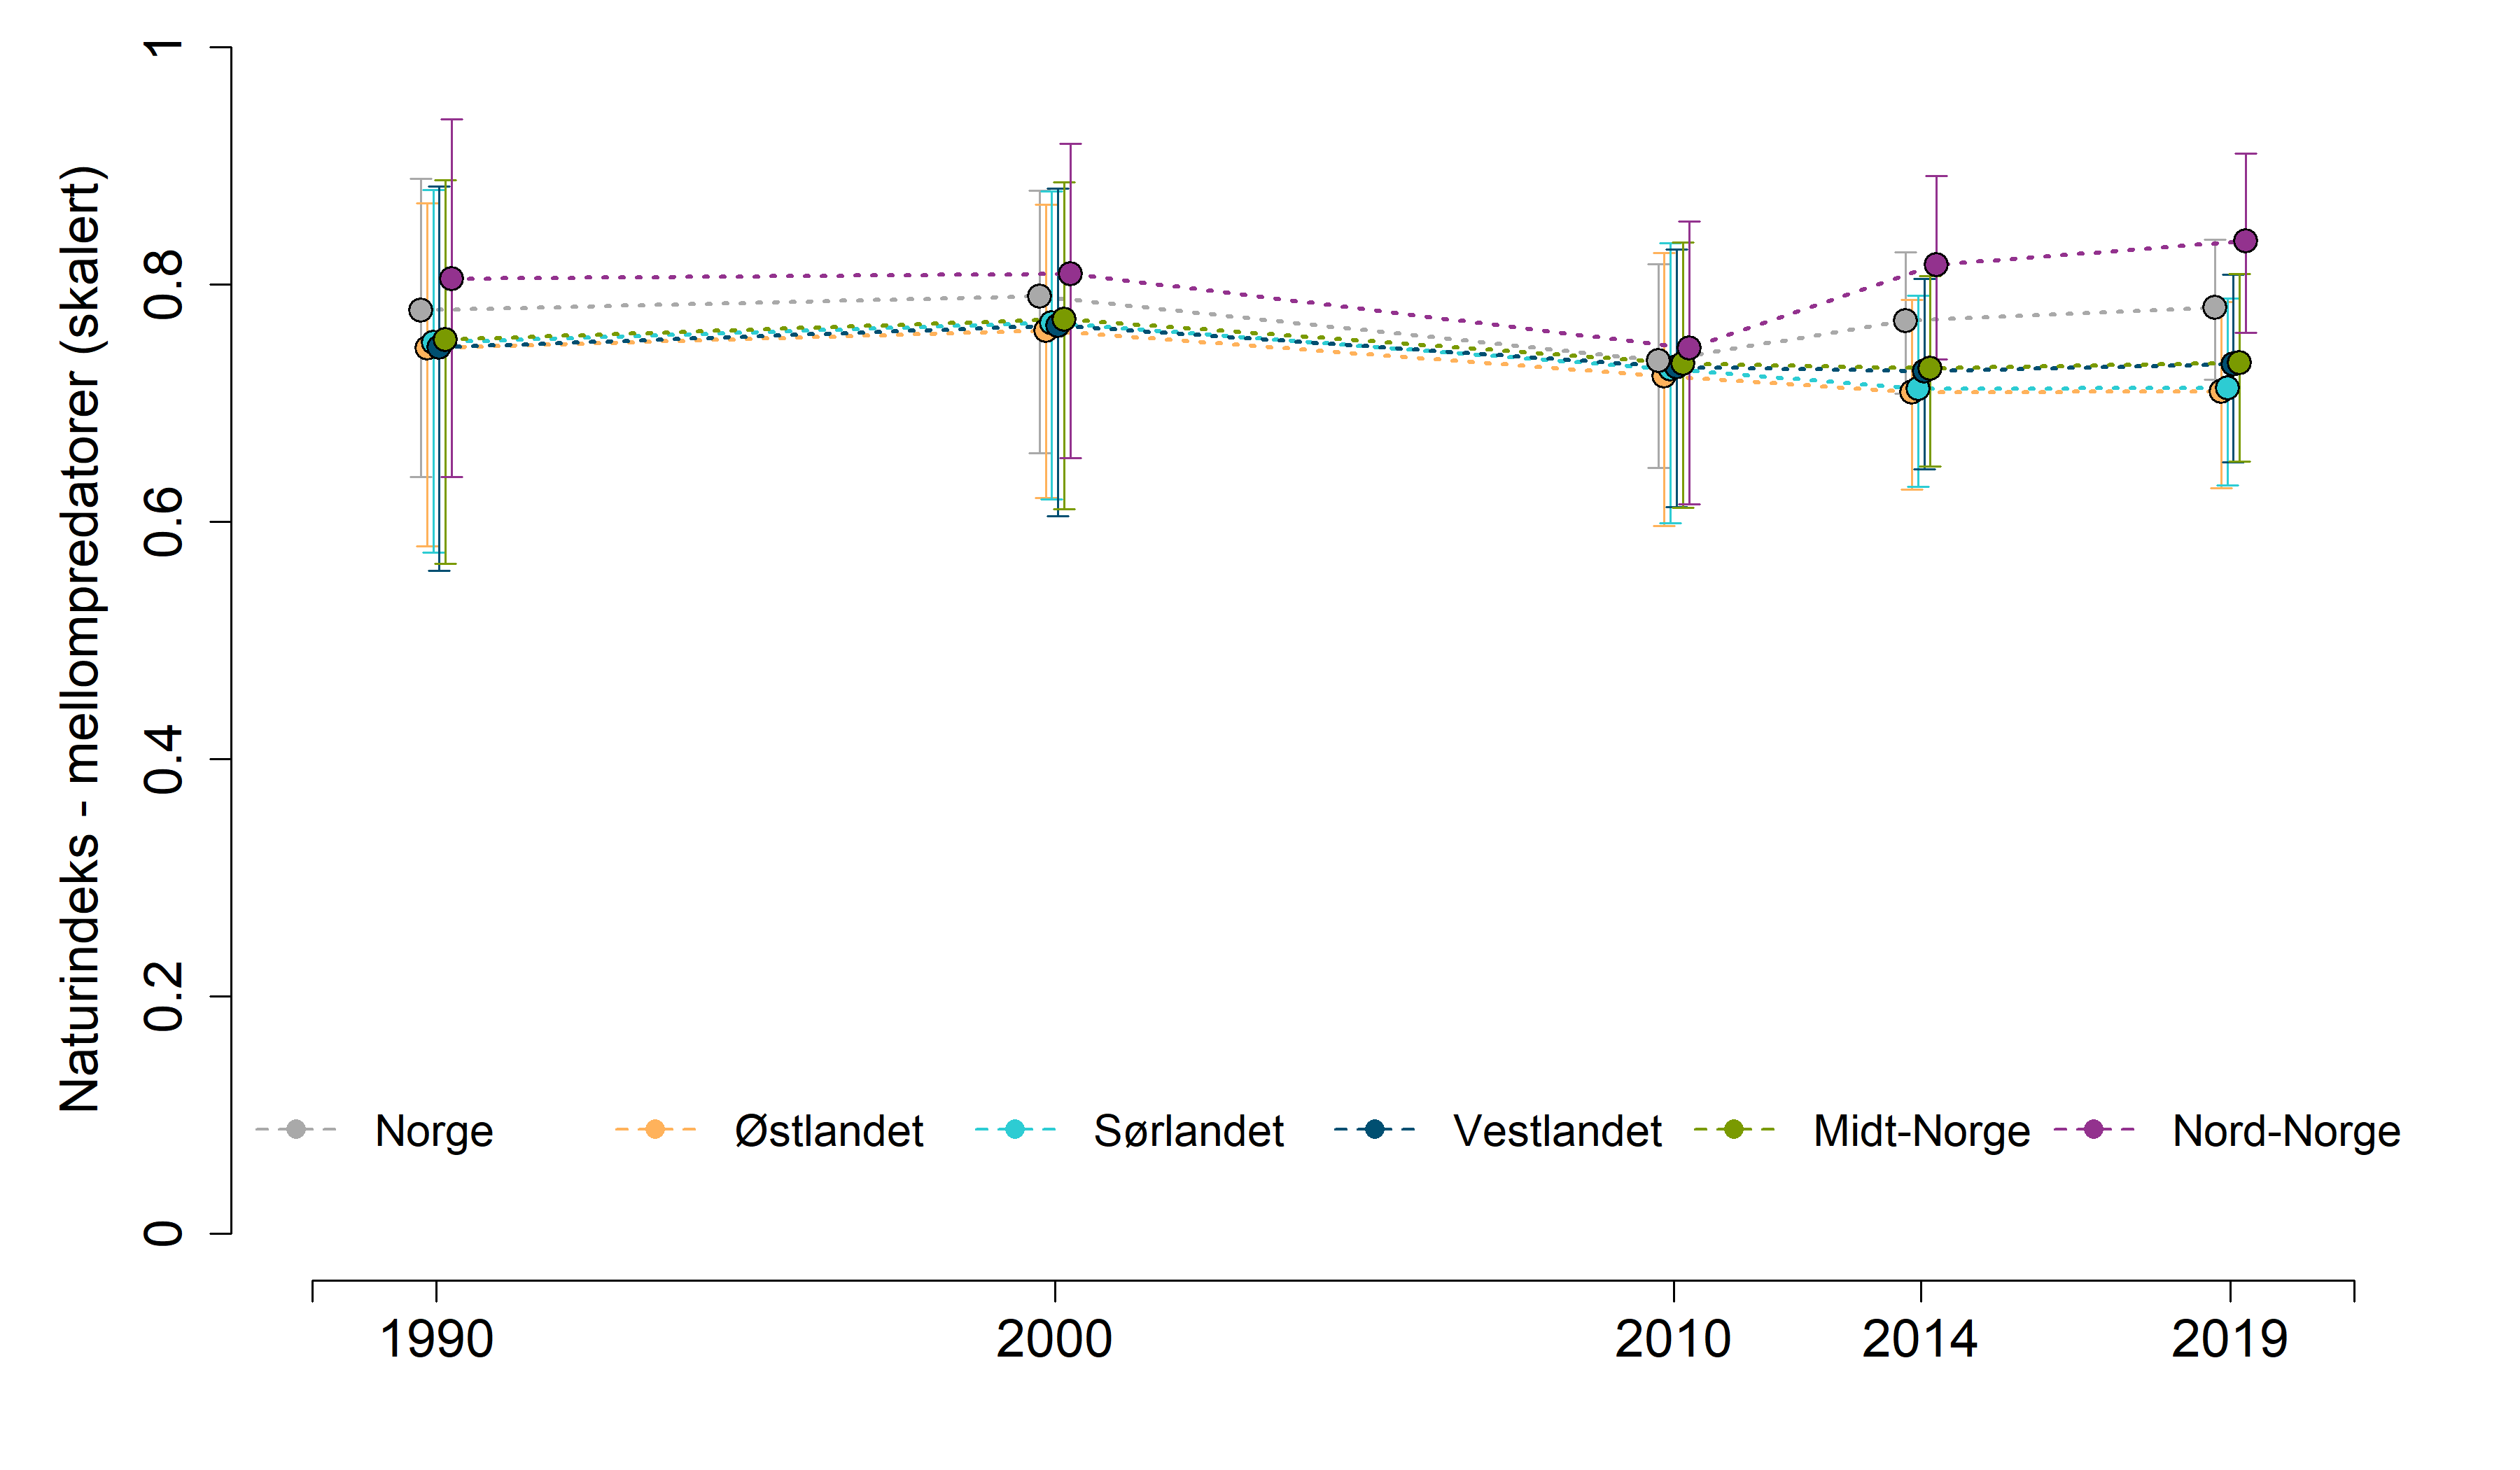 Naturindeks - mellompredatorer (skalert)
1
0.8
0.6
0.4
0.2
0
Norge Østlandet Sørlandet Vestlandet Midt-Norge Nord-Norge
1990 2000 2010 2014 2019